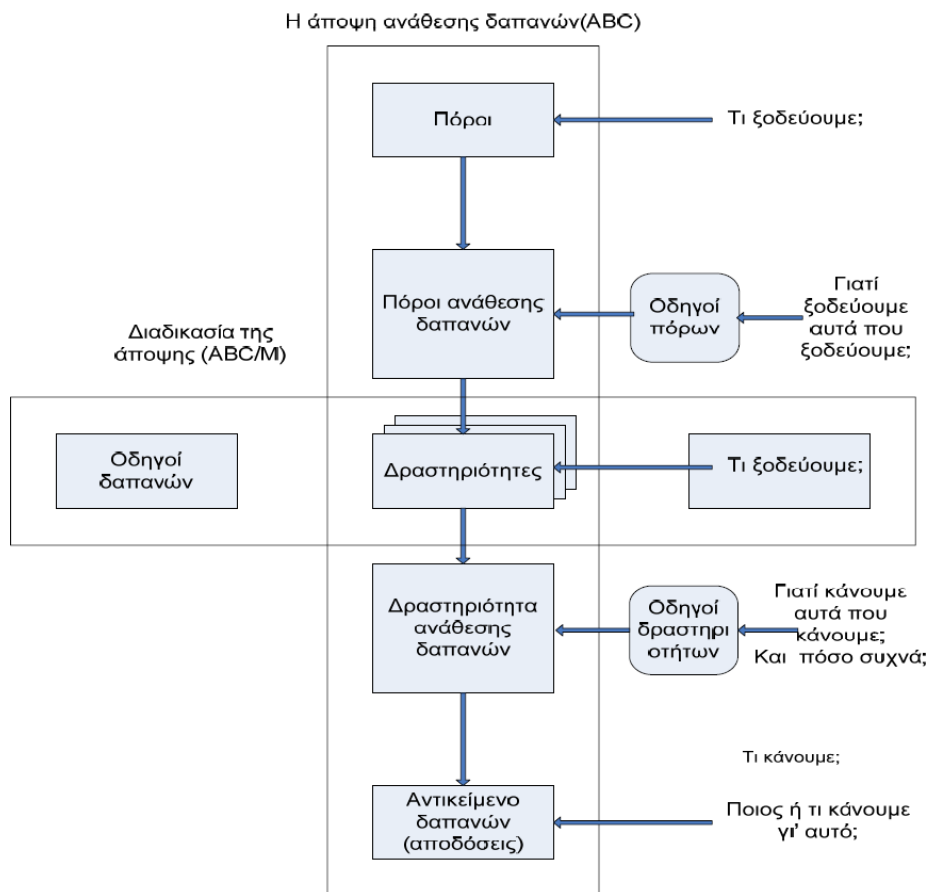 Η άποψη ανάθεσης δαπανών(ABC)
Πόροι
Τι ξοδεύουμε;
Πόροι ανάθεσης
δαπανών
Οδηγοί
πόρων
Γιατί
ξοδεύουμε
αυτά που
ξοδεύουμε;
Διαδικασία της
άποψης (ABC/M)
Οδηγοί
δαπανών
Δραστηριότητες
Τι ξοδεύουμε;
Δραστηριότητα
ανάθεσης
δαπανών
Οδηγοί
δραστηρι
οτήτων
Γιατί κάνουμε
αυτά που
κάνουμε;
Και πόσο συχνά;
Τι κάνουμε;
Αντικείμενο
δαπανών
(αποδόσεις)
Ποιος ή τι κάνουμε
γι' αυτό;